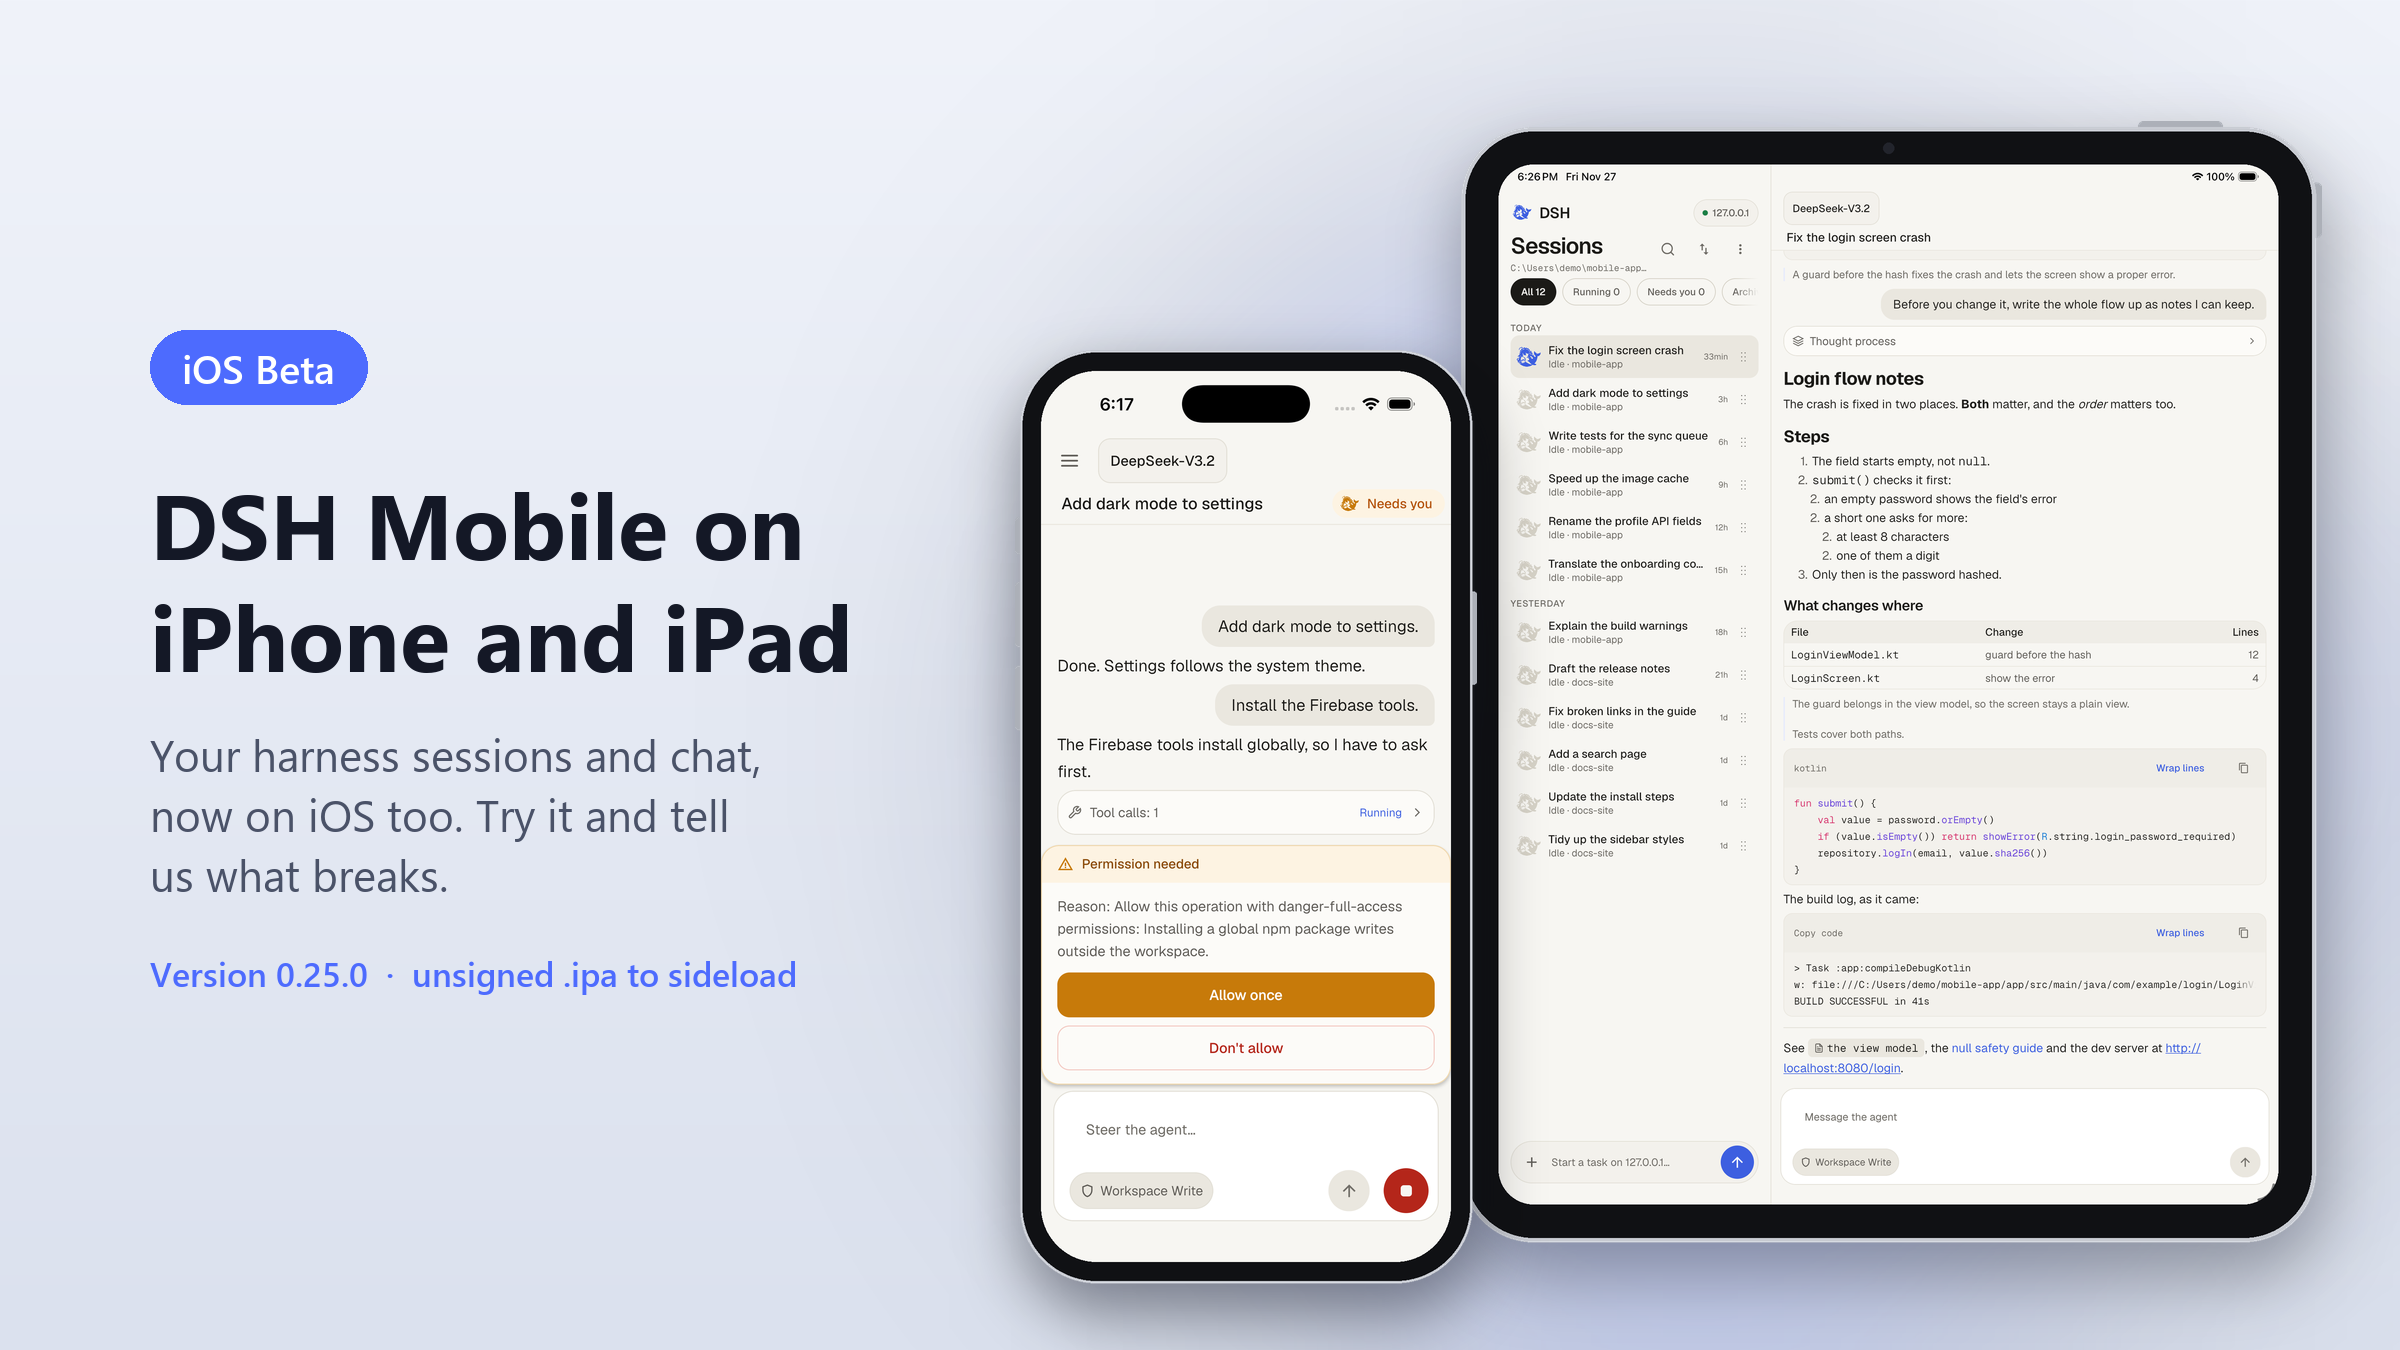 iOS Beta
DSH Mobile on
iPhone and iPad
Your harness sessions and chat,
now on iOS too. Try it and tell
us what breaks.
Version 0.25.0 · unsigned .ipa to sideload
6:17
DeepSeek-V3.2
Add dark mode to settings
Needs you
Add dark mode to settings.
Done. Settings follows the system theme.
Install the Firebase tools.
The Firebase tools install globally, so I have to ask
first.
Tool calls: 1
Running
Permission needed
Reason: Allow this operation with danger-full-access
permissions: Installing a global npm package writes
outside the workspace.
Allow once
Don't allow
Steer the agent...
Workspace Write
6:26 PM Fri Nov 27
100%
DSH
127.0.0.1
Sessions
C:\Users\demo\mobile-app…
All 12
Running 0
Needs you 0
Archi
TODAY
Fix the login screen crash
33min
Idle · mobile-app
Add dark mode to settings
3h
Idle · mobile-app
Write tests for the sync queue
6h
Idle · mobile-app
Speed up the image cache
9h
Idle · mobile-app
Rename the profile API fields
12h
Idle · mobile-app
Translate the onboarding co...
15h
Idle · mobile-app
YESTERDAY
Explain the build warnings
18h
Idle · mobile-app
Draft the release notes
21h
Idle · docs-site
Fix broken links in the guide
1d
Idle · docs-site
Add a search page
1d
Idle · docs-site
Update the install steps
1d
Idle · docs-site
Tidy up the sidebar styles
1d
Idle · docs-site
Start a task on 127.0.0.1...
DeepSeek-V3.2
Fix the login screen crash
A guard before the hash fixes the crash and lets the screen show a proper error.
Before you change it, write the whole flow up as notes I can keep.
Thought process
Login flow notes
The crash is fixed in two places. Both matter, and the order matters too.
Steps
1. The field starts empty, not null.
2. submit() checks it first:
2. an empty password shows the field's error
2. a short one asks for more:
2. at least 8 characters
2. one of them a digit
3. Only then is the password hashed.
What changes where
File Change Lines
LoginViewModel.kt guard before the hash 12
LoginScreen.kt show the error 4
The guard belongs in the view model, so the screen stays a plain view.
Tests cover both paths.
kotlin
Wrap lines
fun submit() {
val value = password.orEmpty()
if (value.isEmpty()) return showError(R.string.login_password_required)
repository.logIn(email, value.sha256())
}
The build log, as it came:
Copy code
Wrap lines
> Task :app:compileDebugKotlin
w: file:///C:/Users/demo/mobile-app/app/src/main/java/com/example/login/LoginV
BUILD SUCCESSFUL in 41s
See the view model, the null safety guide and the dev server at http://
localhost:8080/login.
Message the agent
Workspace Write